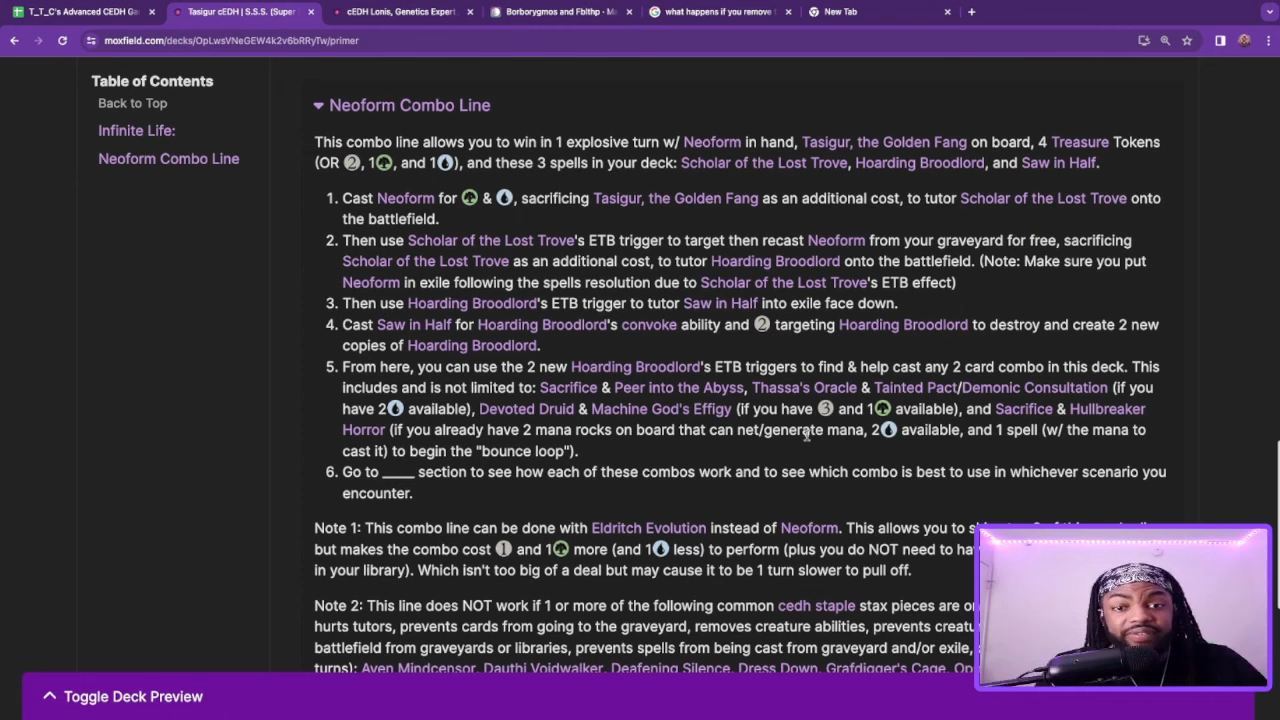 T_T_C's Advanced CEDH Ga
Tasigur cEDH | S.S.S. (Super
cEDH Lonis, Genetics Expert
Borborygmos and Fblthp - M
what happens if you remove
New Tab
moxfield.com/decks/OpLwsVNeGEW4k2v6bRRyTw/primer
Table of Contents
Back to Top
Infinite Life:
Neoform Combo Line
Neoform Combo Line
This combo line allows you to win in 1 explosive turn w/ Neoform in hand, Tasigur, the Golden Fang on board, 4 Treasure Tokens
(OR 2, 1, and 1), and these 3 spells in your deck: Scholar of the Lost Trove, Hoarding Broodlord, and Saw in Half.
1. Cast Neoform for & , sacrificing Tasigur, the Golden Fang as an additional cost, to tutor Scholar of the Lost Trove onto
the battlefield.
2. Then use Scholar of the Lost Trove's ETB trigger to target then recast Neoform from your graveyard for free, sacrificing
Scholar of the Lost Trove as an additional cost, to tutor Hoarding Broodlord onto the battlefield. (Note: Make sure you put
Neoform in exile following the spells resolution due to Scholar of the Lost Trove's ETB effect)
3. Then use Hoarding Broodlord's ETB trigger to tutor Saw in Half into exile face down.
4. Cast Saw in Half for Hoarding Broodlord's convoke ability and 2 targeting Hoarding Broodlord to destroy and create 2 new
copies of Hoarding Broodlord.
5. From here, you can use the 2 new Hoarding Broodlord's ETB triggers to find & help cast any 2 card combo in this deck. This
includes and is not limited to: Sacrifice & Peer into the Abyss, Thassa's Oracle & Tainted Pact/Demonic Consultation (if you
have 2 available), Devoted Druid & Machine God's Effigy (if you have 3 and 1 available), and Sacrifice & Hullbreaker
Horror (if you already have 2 mana rocks on board that can net/generate mana, 2 available, and 1 spell (w/ the mana to
cast it) to begin the "bounce loop").
6. Go to ____ section to see how each of these combos work and to see which combo is best to use in whichever scenario you
encounter.
Note 1: This combo line can be done with Eldritch Evolution instead of Neoform. This allows you to
but makes the combo cost 1 and 1 more (and 1 less) to perform (plus you do NOT need to
in your library). Which isn't too big of a deal but may cause it to be 1 turn slower to pull off.
Note 2: This line does NOT work if 1 or more of the following common cedh staple stax pieces are
hurts tutors, prevents cards from going to the graveyard, removes creature abilities, prevents
battlefield from graveyards or libraries, prevents spells from being cast from graveyard and/or exile,
turns): Aven Mindcensor, Dauthi Voidwalker, Deafening Silence, Dress Down, Grafdigger's Cage,
Toggle Deck Preview